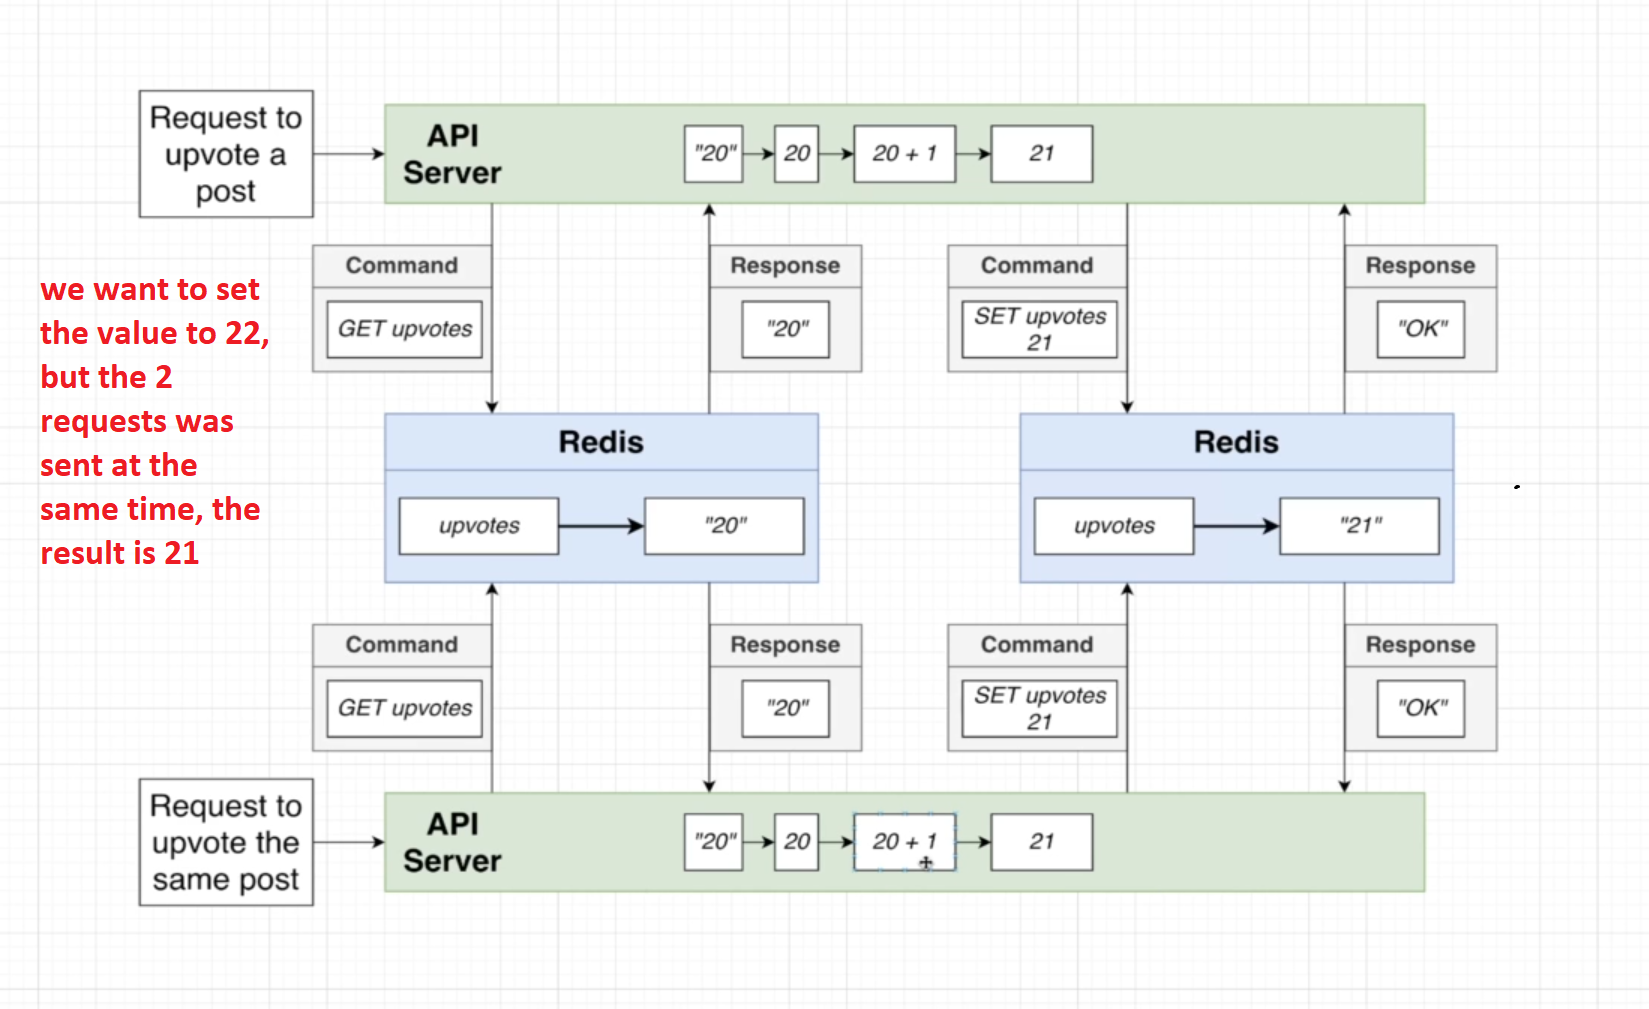 Request to
upvote a
post
API
Server
"20"
20
20 + 1
21
Command
GET upvotes
Response
"20"
Command
SET upvotes
21
Response
"OK"
we want to set
the value to 22,
but the 2
requests was
sent at the
same time, the
result is 21
Redis
upvotes
"20"
Redis
upvotes
"21"
Command
GET upvotes
Response
"20"
Command
SET upvotes
21
Response
"OK"
Request to
upvote the
same post
API
Server
"20"
20
20 + 1
21